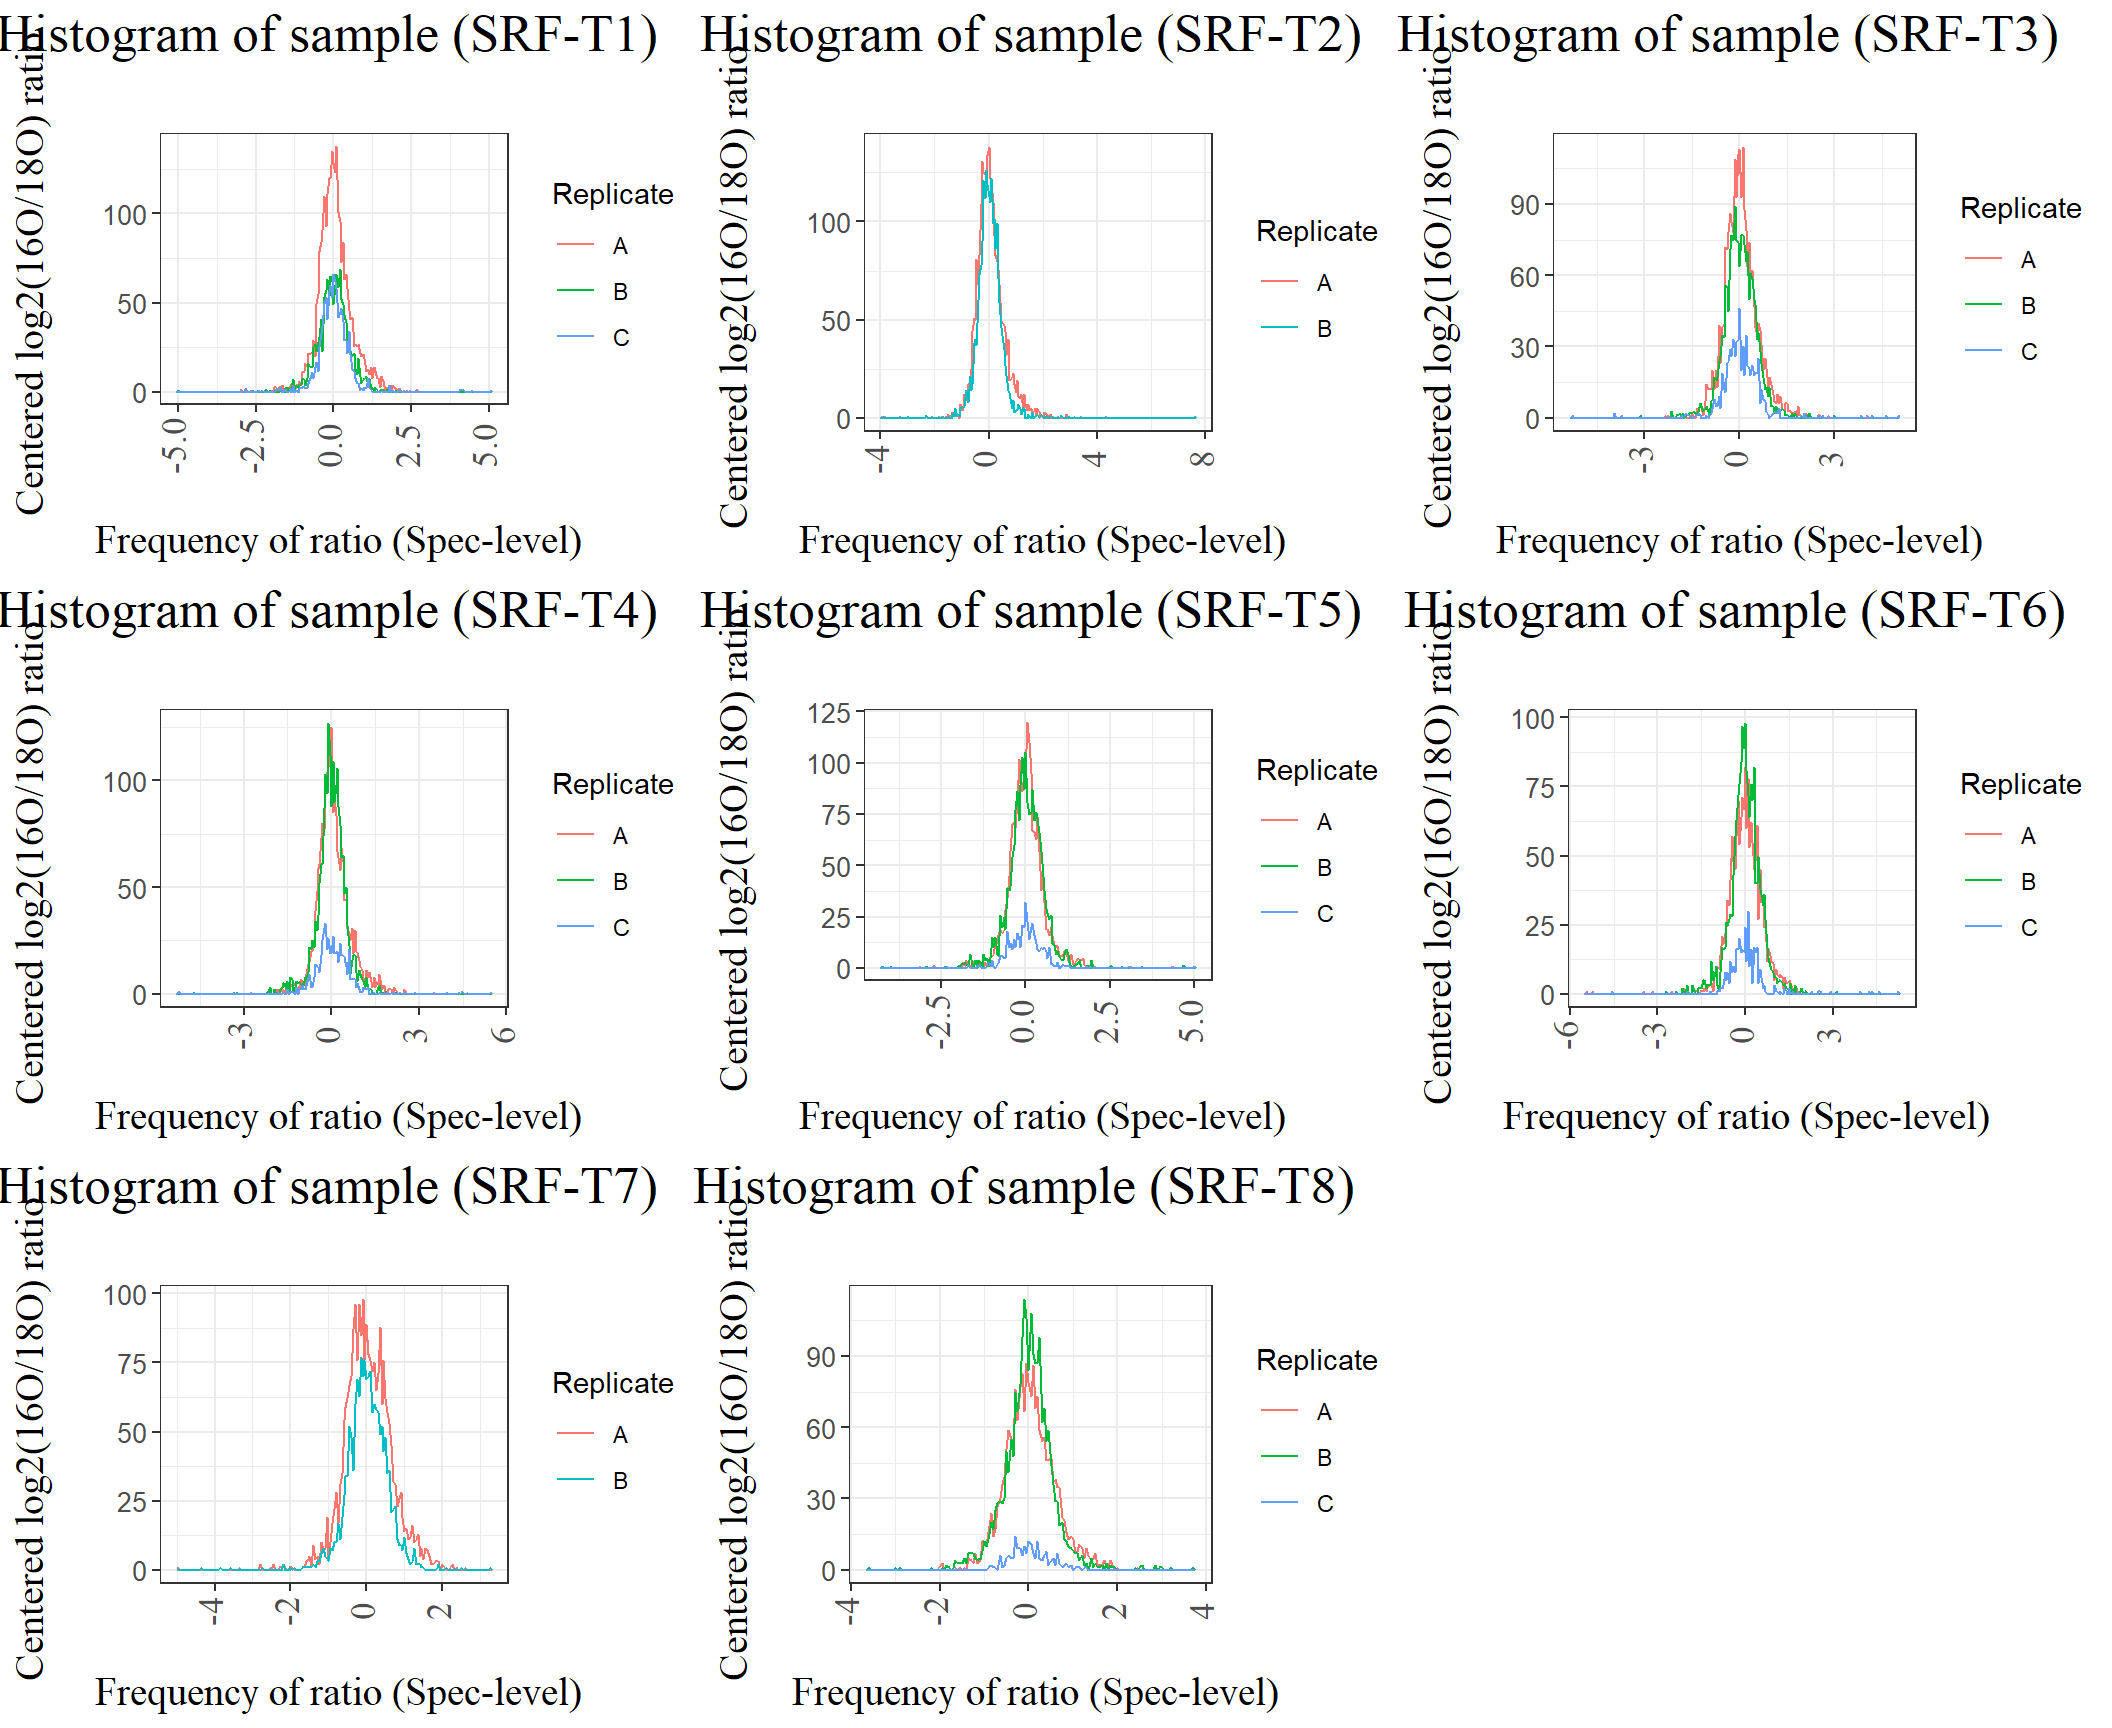 Histogram of sample (SRF-T1)
Centered log2(16O/18O) ratio
100
50
0
-5.0
-2.5
0.0
2.5
5.0
Frequency of ratio (Spec-level)
Replicate
A
B
C
Histogram of sample (SRF-T2)
Centered log2(16O/18O) ratio
100
50
0
-4
0
4
8
Frequency of ratio (Spec-level)
Replicate
A
B
Histogram of sample (SRF-T3)
Centered log2(16O/18O) ratio
90
60
30
0
-3
0
3
Frequency of ratio (Spec-level)
Replicate
A
B
C
Histogram of sample (SRF-T4)
Centered log2(16O/18O) ratio
100
50
0
-3
0
3
6
Frequency of ratio (Spec-level)
Replicate
A
B
C
Histogram of sample (SRF-T5)
Centered log2(16O/18O) ratio
125
100
75
50
25
0
-2.5
0.0
2.5
5.0
Frequency of ratio (Spec-level)
Replicate
A
B
C
Histogram of sample (SRF-T6)
Centered log2(16O/18O) ratio
100
75
50
25
0
-6
-3
0
3
Frequency of ratio (Spec-level)
Replicate
A
B
C
Histogram of sample (SRF-T7)
Centered log2(16O/18O) ratio
100
75
50
25
0
-4
-2
0
2
Frequency of ratio (Spec-level)
Replicate
A
B
Histogram of sample (SRF-T8)
Centered log2(16O/18O) ratio
90
60
30
0
-4
-2
0
2
4
Frequency of ratio (Spec-level)
Replicate
A
B
C